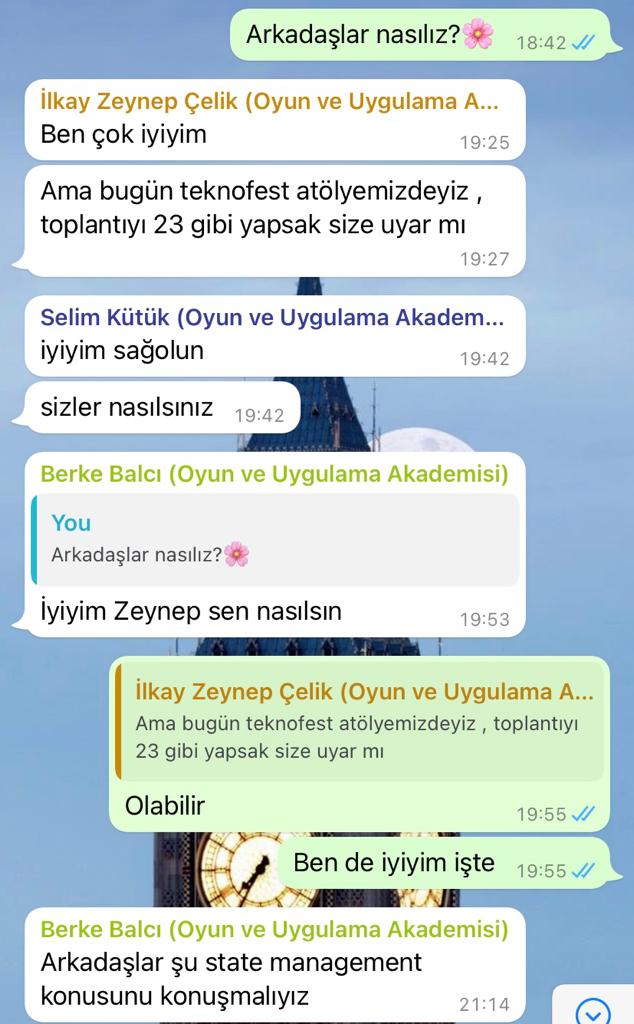 Arkadaşlar nasılız?🌸
18:42
İlkay Zeynep Çelik (Oyun ve Uygulama A...
Ben çok iyiyim
19:25
Ama bugün teknofest atölyemizdeyiz ,
toplantıyı 23 gibi yapsak size uyar mı
19:27
Selim Kütük (Oyun ve Uygulama Akadem...
iyiyim sağolun
19:42
sizler nasılsınız
19:42
Berke Balcı (Oyun ve Uygulama Akademisi)
You
Arkadaşlar nasılız?🌸
İyiyim Zeynep sen nasılsın
19:53
İlkay Zeynep Çelik (Oyun ve Uygulama A...
Ama bugün teknofest atölyemizdeyiz , toplantıyı
23 gibi yapsak size uyar mı
Olabilir
19:55
Ben de iyiyim işte
19:55
Berke Balcı (Oyun ve Uygulama Akademisi)
Arkadaşlar şu state management
konusunu konuşmalıyız
21:14